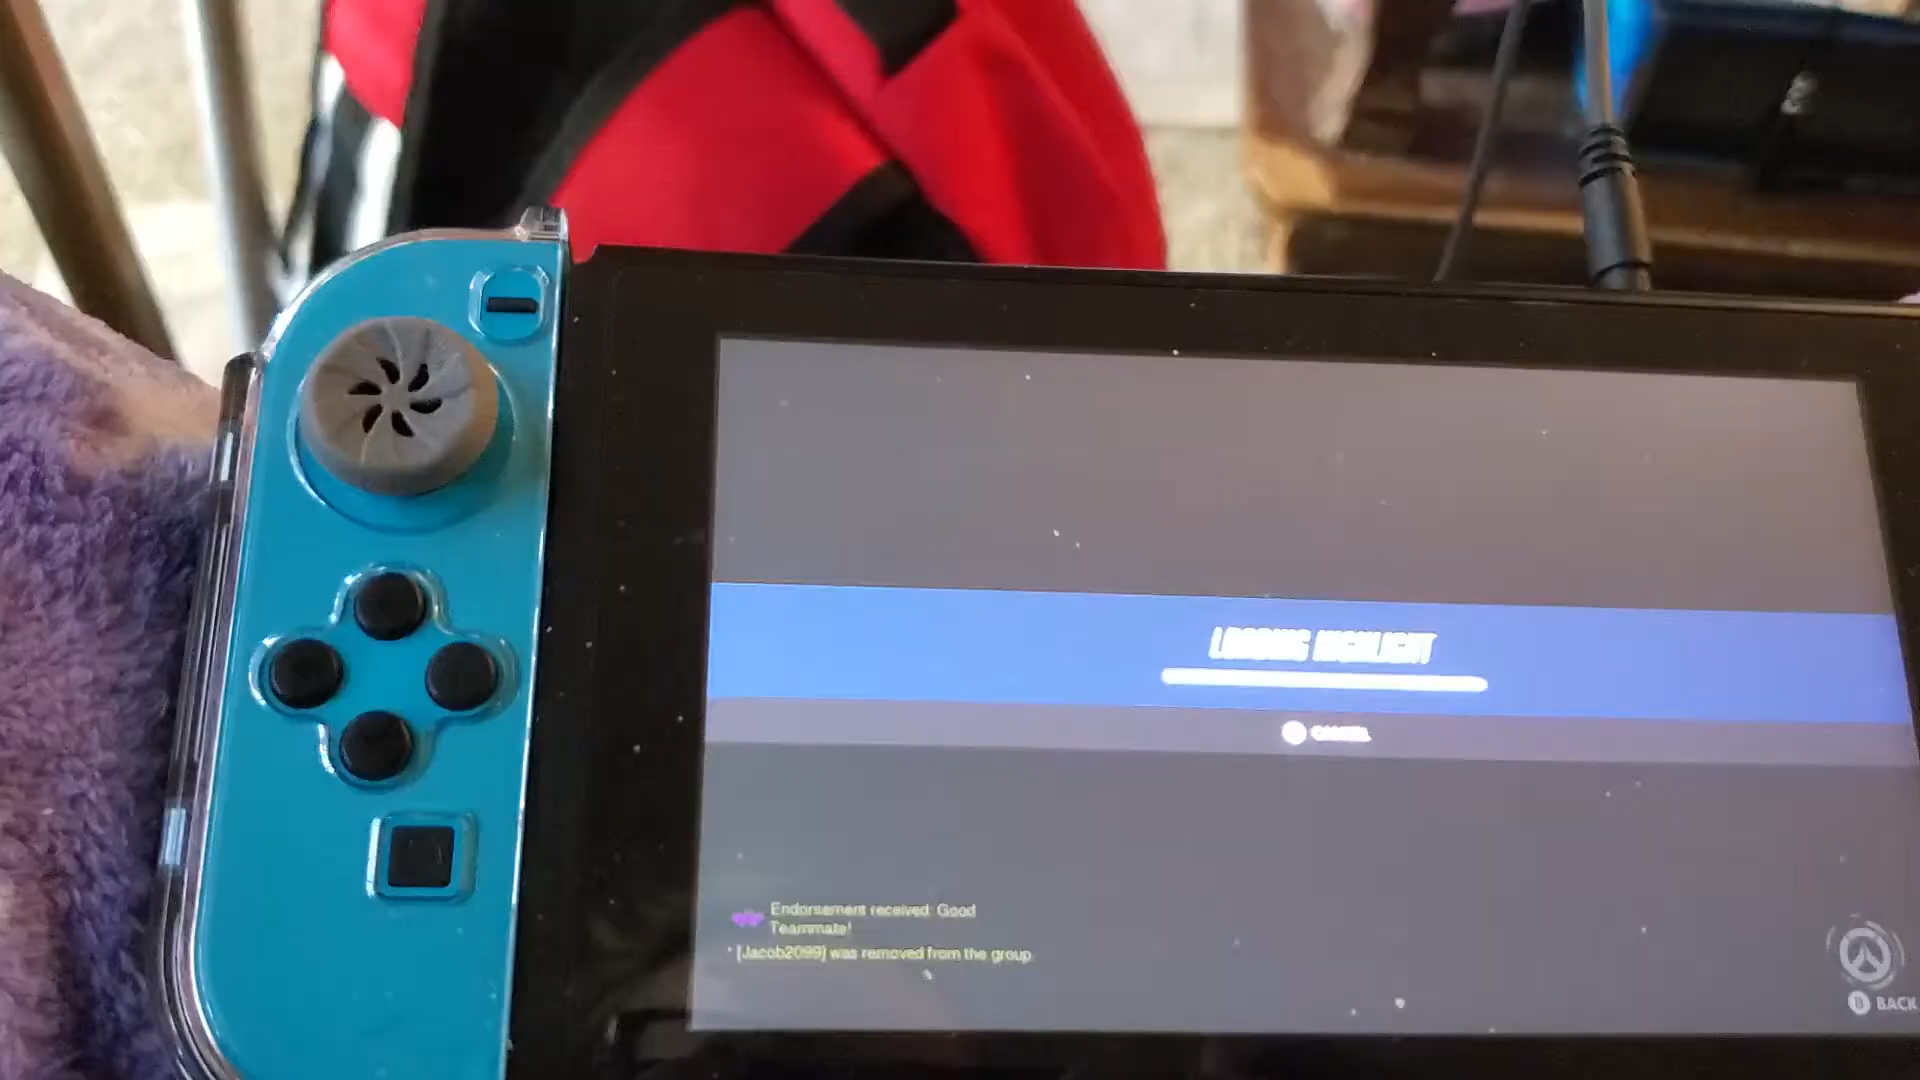 LOADING HIGHLIGHT
CANCEL
Endorsement received: Good
Teammate!
* [Jacob2099] was removed from the group.
B BACK